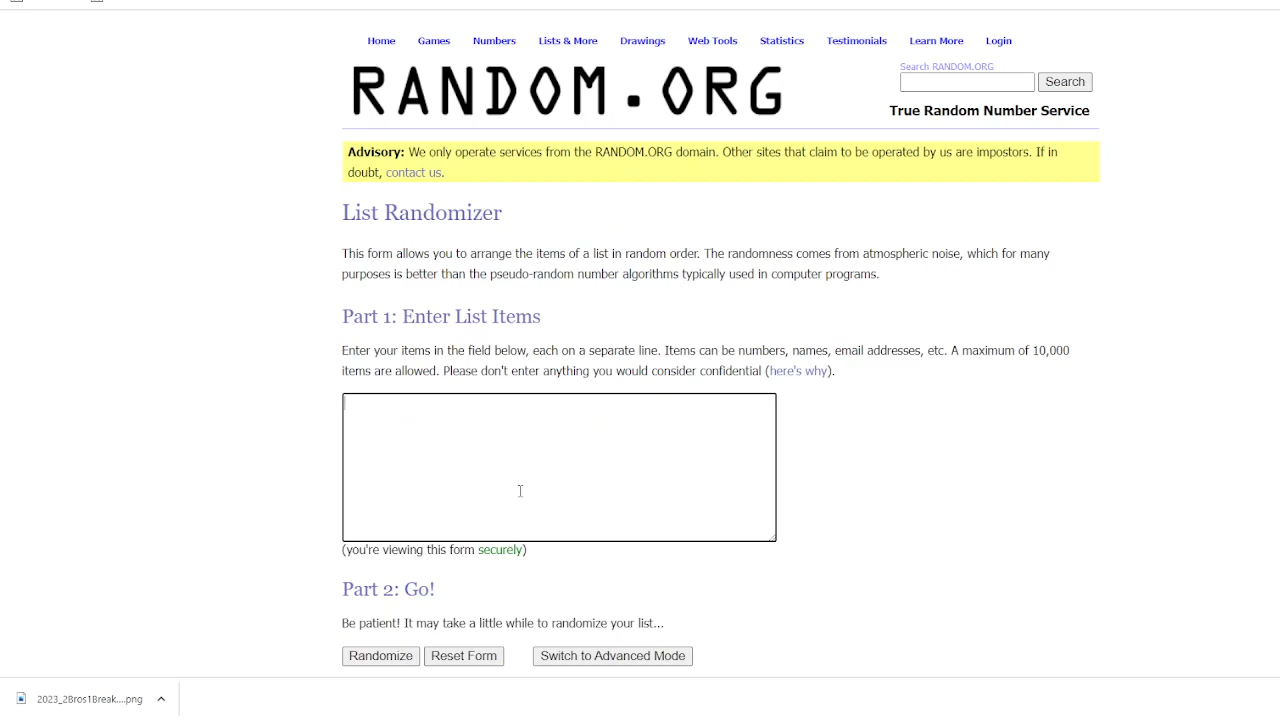 Home Games Numbers Lists & More Drawings Web Tools Statistics Testimonials Learn More Login
RANDOM.ORG
Search RANDOM.ORG
Search
True Random Number Service
Advisory: We only operate services from the RANDOM.ORG domain. Other sites that claim to be operated by us are impostors. If in
doubt, contact us.
List Randomizer
This form allows you to arrange the items of a list in random order. The randomness comes from atmospheric noise, which for many
purposes is better than the pseudo-random number algorithms typically used in computer programs.
Part 1: Enter List Items
Enter your items in the field below, each on a separate line. Items can be numbers, names, email addresses, etc. A maximum of 10,000
items are allowed. Please don't enter anything you would consider confidential (here's why).
(you're viewing this form securely)
Part 2: Go!
Be patient! It may take a little while to randomize your list...
Randomize Reset Form Switch to Advanced Mode
2023_2Bros1Break....png